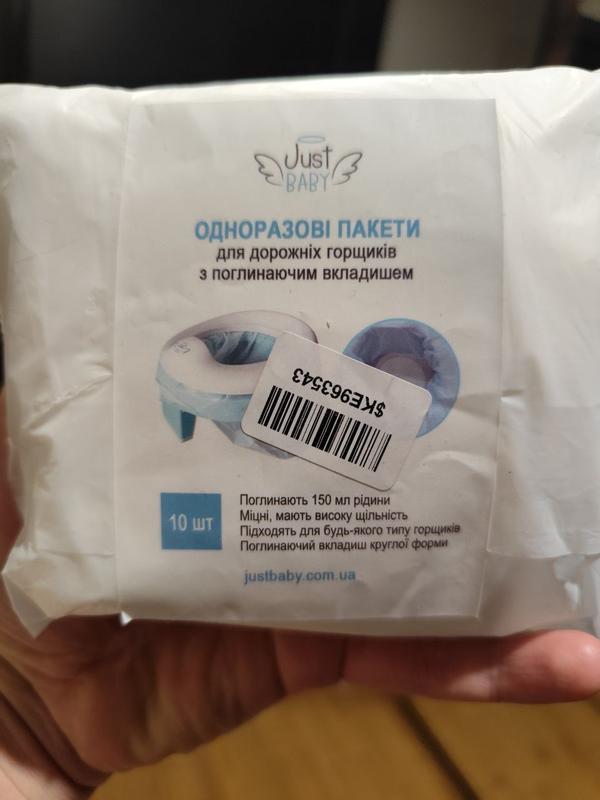 Just
BABY
ОДНОРАЗОВІ ПАКЕТИ
для дорожніх горщиків
з поглинаючим вкладишем
$KE963543
10 шт
Поглинають 150 мл рідини
Міцні, мають високу щільність
Підходять для будь-якого типу горщиків
Поглинаючий вкладиш круглої форми
justbaby.com.ua